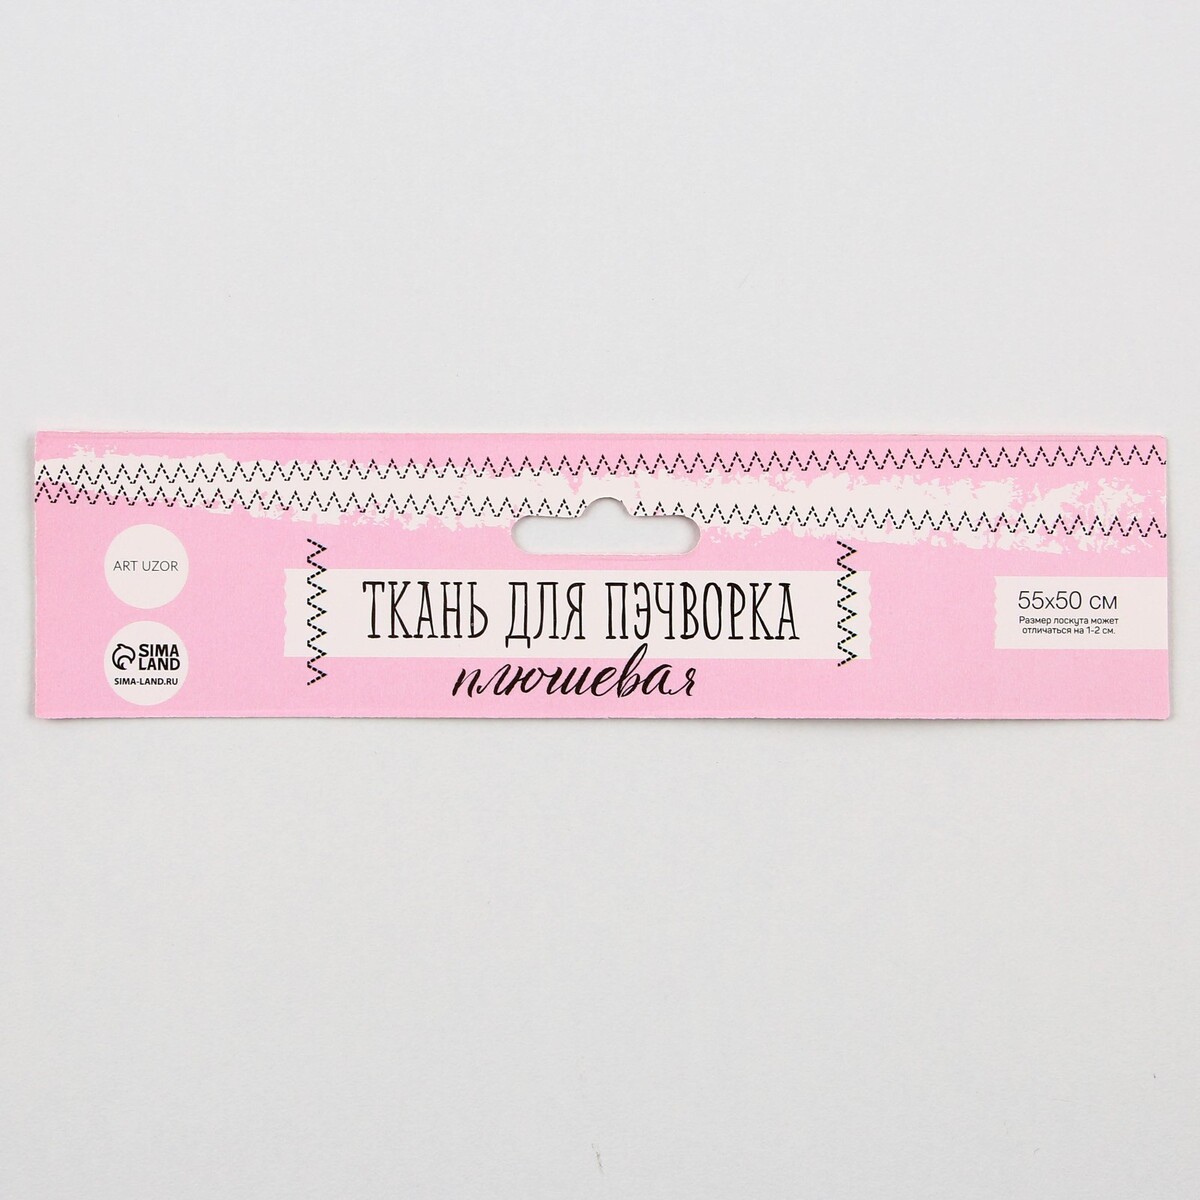 ART UZOR
SIMA
LAND
SIMA-LAND.RU
ТКАНЬ ДЛЯ ПЭЧВОРКА
плюшевая
55х50 см
Размер лоскута может
отличаться на 1-2 см.